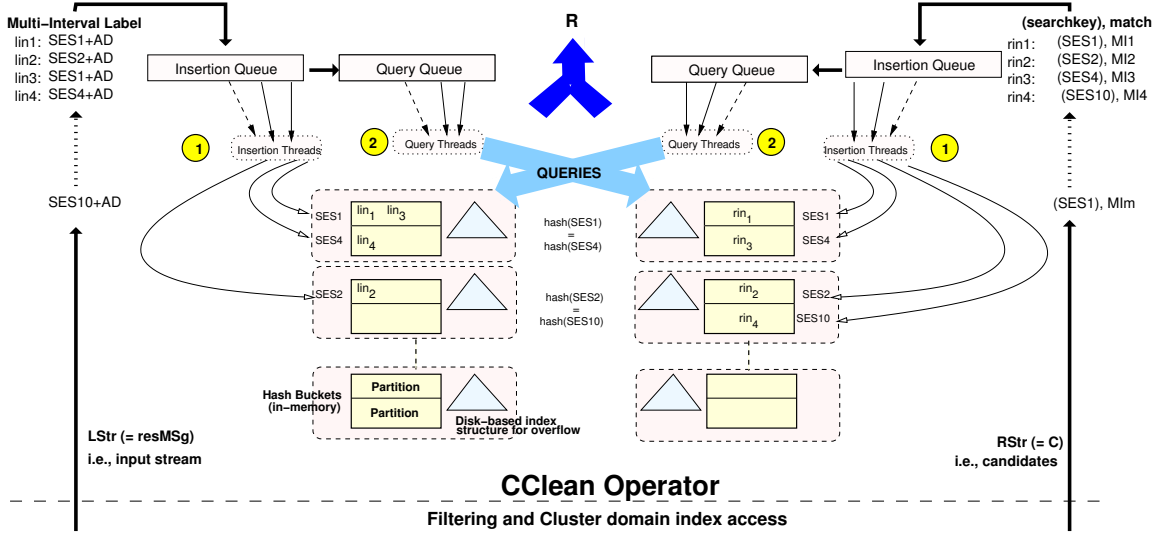 Multi-Interval Label
lin1: SES1+AD
lin2: SES2+AD
lin3: SES1+AD
lin4: SES4+AD
SES10+AD
LStr (= resMSg)
i.e., input stream
Insertion Queue
Query Queue
1
Insertion Threads
2
Query Threads
R
QUERIES
Query Queue
Insertion Queue
Query Threads
2
Insertion Threads
1
(searchkey), match
rin1: (SES1), MI1
rin2: (SES2), MI2
rin3: (SES4), MI3
rin4: (SES10), MI4
(SES1), MIm
RStr (= C)
i.e., candidates
SES1
lin1 lin3
SES4
lin4
hash(SES1)
=
hash(SES4)
rin1
SES1
rin3
SES4
SES2
lin2
hash(SES2)
=
hash(SES10)
rin2
SES2
rin4
SES10
Hash Buckets
(in-memory)
Partition
Partition
Disk-based index
structure for overflow
CClean Operator
Filtering and Cluster domain index access